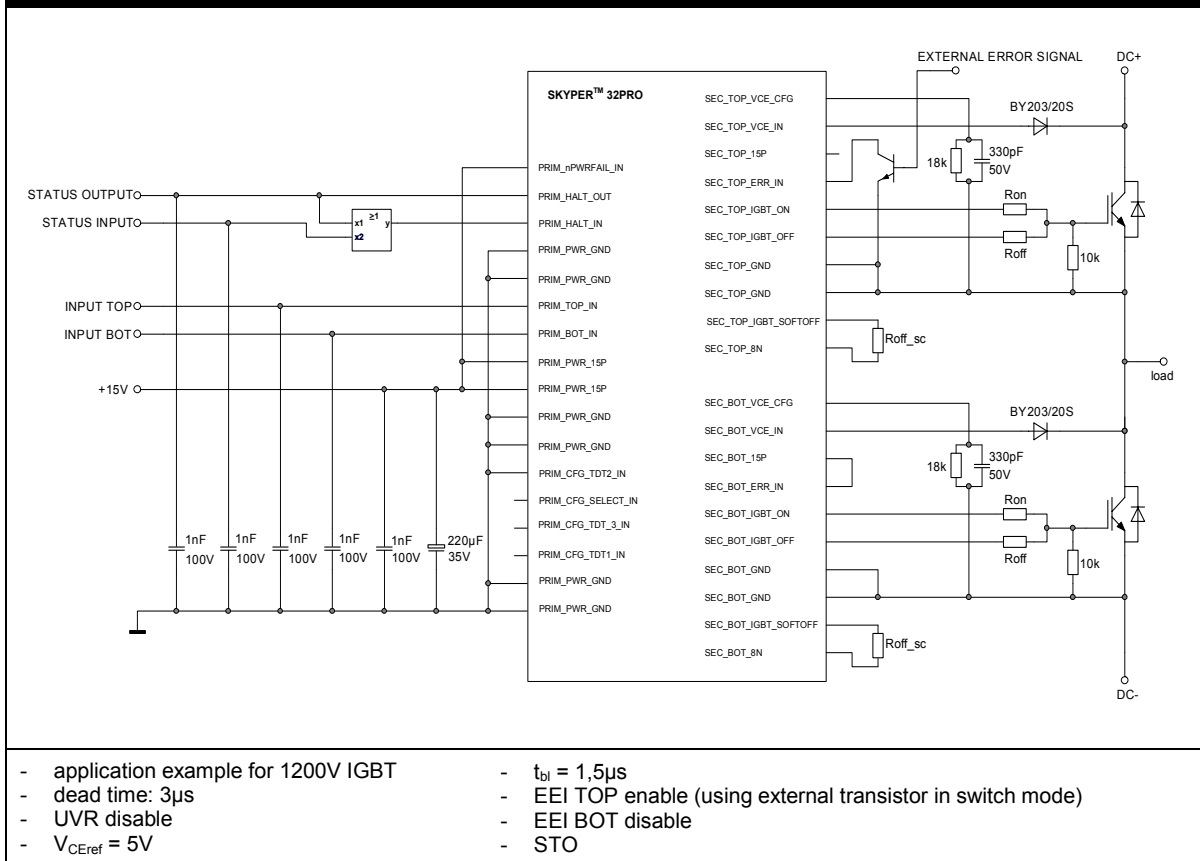 EXTERNAL ERROR SIGNAL
DC+
SKYPER™ 32PRO
SEC_TOP_VCE_CFG
BY203/20S
SEC_TOP_VCE_IN
SEC_TOP_15P
18k
330pF
50V
PRIM_nPWRFAIL_IN
SEC_TOP_ERR_IN
STATUS OUTPUT
PRIM_HALT_OUT
SEC_TOP_IGBT_ON
Ron
STATUS INPUT
x1 ≥1 y
x2
PRIM_HALT_IN
SEC_TOP_IGBT_OFF
Roff
10k
PRIM_PWR_GND
SEC_TOP_GND
PRIM_PWR_GND
SEC_TOP_GND
INPUT TOP
PRIM_TOP_IN
SEC_TOP_IGBT_SOFTOFF
Roff_sc
INPUT BOT
PRIM_BOT_IN
SEC_TOP_8N
PRIM_PWR_15P
load
+15V
PRIM_PWR_15P
SEC_BOT_VCE_CFG
BY203/20S
PRIM_PWR_GND
SEC_BOT_VCE_IN
PRIM_PWR_GND
SEC_BOT_15P
18k
330pF
50V
PRIM_CFG_TDT2_IN
SEC_BOT_ERR_IN
PRIM_CFG_SELECT_IN
SEC_BOT_IGBT_ON
Ron
PRIM_CFG_TDT_3_IN
SEC_BOT_IGBT_OFF
Roff
10k
1nF 1nF 1nF 1nF 1nF 220µF
100V 100V 100V 100V 100V 35V
PRIM_CFG_TDT1_IN
SEC_BOT_GND
PRIM_PWR_GND
SEC_BOT_GND
PRIM_PWR_GND
SEC_BOT_IGBT_SOFTOFF
Roff_sc
SEC_BOT_8N
DC-
- application example for 1200V IGBT
- dead time: 3µs
- UVR disable
- VCEref = 5V
- tbl = 1,5µs
- EEI TOP enable (using external transistor in switch mode)
- EEI BOT disable
- STO